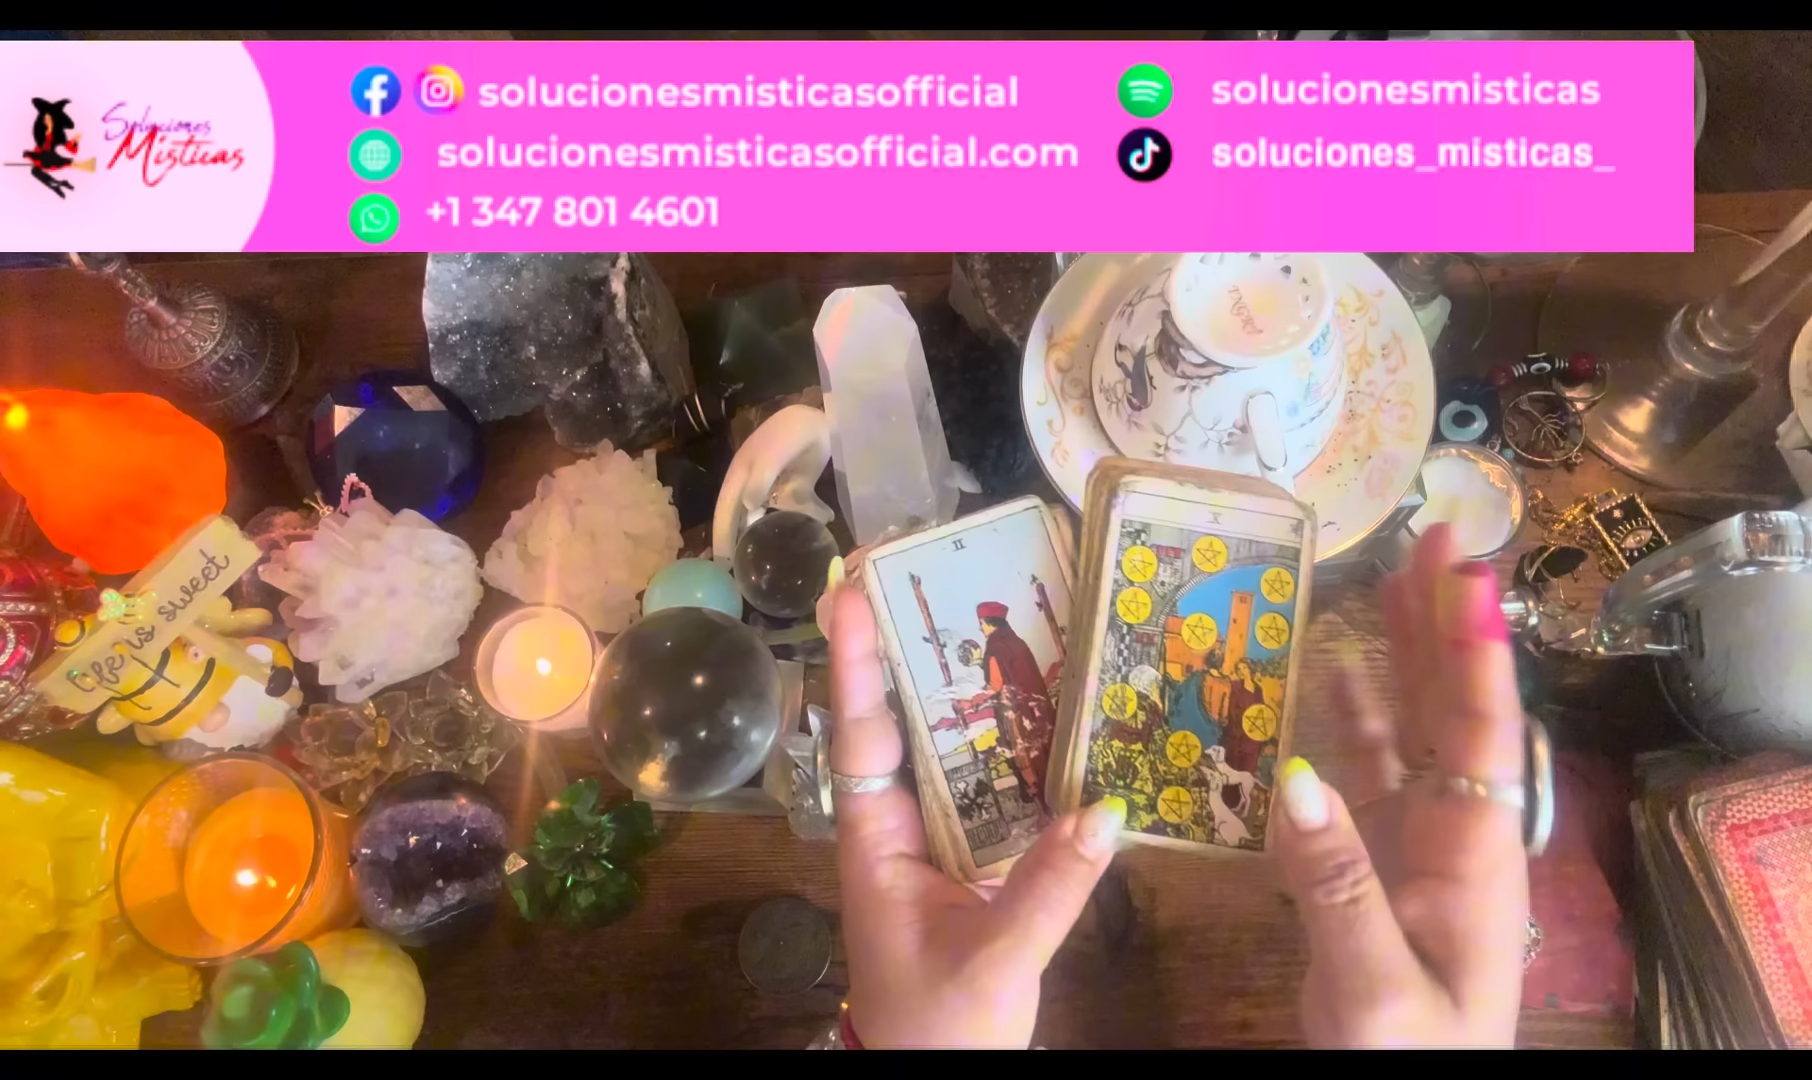 Soluciones
Misticas
solucionesmisticasofficial
solucionesmisticas
solucionesmisticasofficial.com
soluciones_misticas_
+1 347 801 4601
II
X
life is sweet